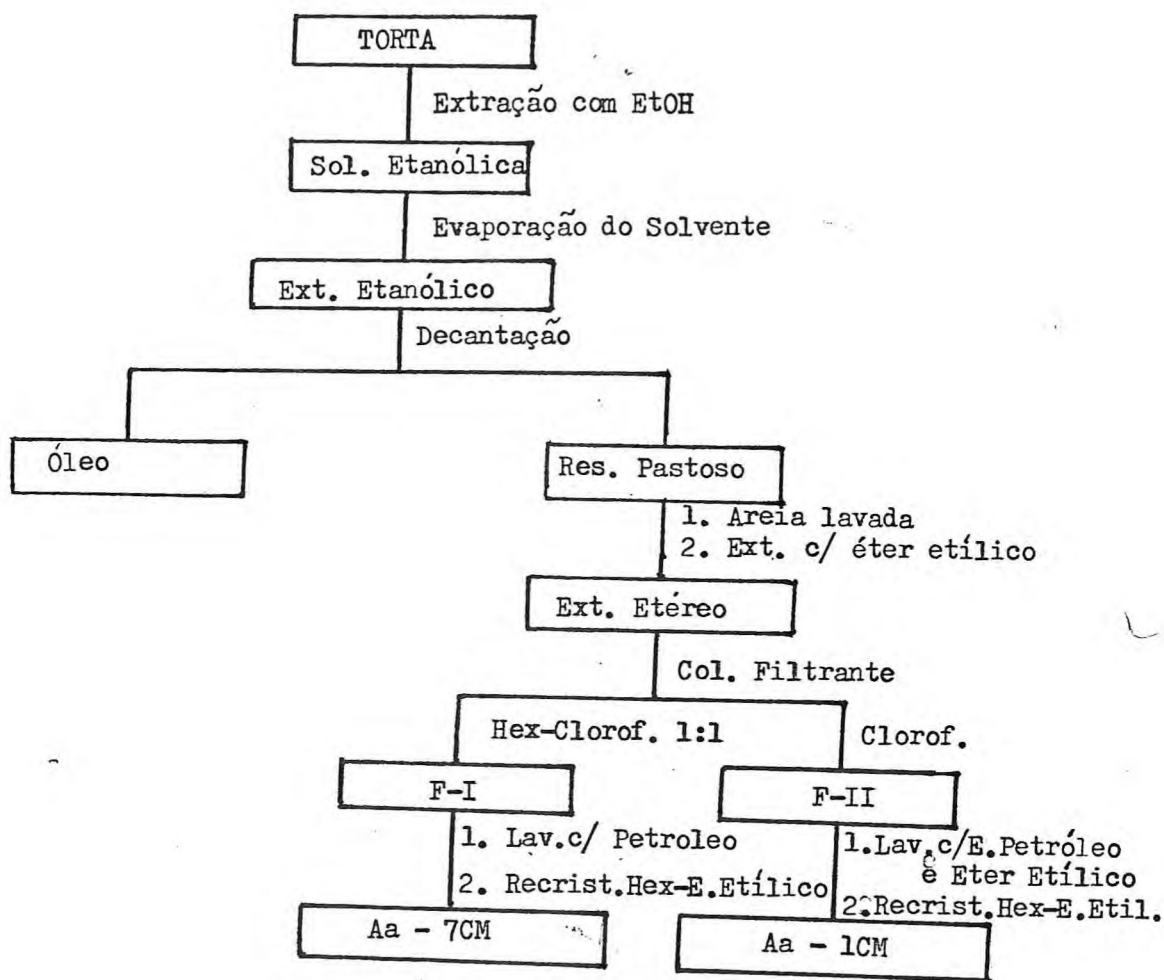 TORTA
Extração com EtOH
Sol. Etanólica
Evaporação do Solvente
Ext. Etanólico
Decantação
Óleo
Res. Pastoso
1. Areia lavada
2. Ext. c/ éter etílico
Ext. Etéreo
Col. Filtrante
Hex-Clorof. 1:1
Clorof.
F-I
F-II
1. Lav.c/ Petroleo
2. Recrist.Hex-E.Etílico
1.Lav.c/E.Petróleo
e Eter Etílico
2.Recrist.Hex-E.Etil.
Aa - 7CM
Aa - 1CM